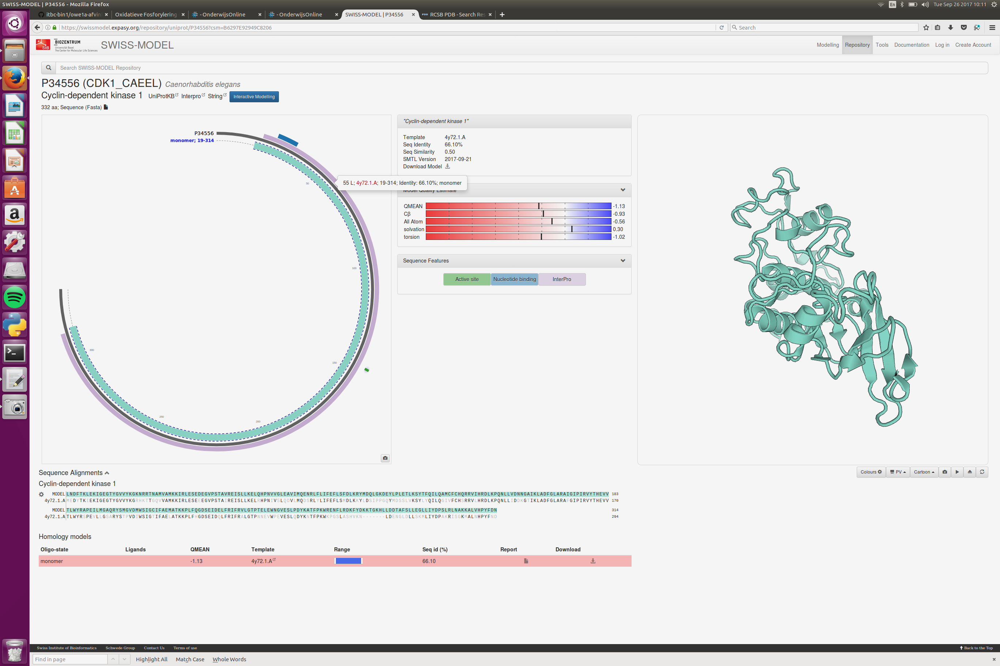 SWISS-MODEL | P34556 - Mozilla Firefox
En
Tue Sep 26 2017 10:11
itbc-bin1/owe1a-afvin
Oxidatieve Fosforylering
- OnderwijsOnline
- OnderwijsOnline
SWISS-MODEL | P34556
RCSB PDB - Search Res
https://swissmodel.expasy.org/repository/uniprot/P34556?csm=B6297E92949C8206
Search
SIB
BIOZENTRUM
Universität Basel
The Center for Molecular Life Sciences
SWISS-MODEL
Modelling
Repository
Tools
Documentation
Log in
Create Account
Search SWISS-MODEL Repository
P34556 (CDK1_CAEEL) Caenorhabditis elegans
Cyclin-dependent kinase 1 UniProtKB Interpro String Interactive Modelling
332 aa; Sequence (Fasta)
P34556
monomer; 19-314
50
100
150
200
250
300
"Cyclin-dependent kinase 1"
Template 4y72.1.A
Seq Identity 66.10%
Seq Similarity 0.50
SMTL Version 2017-09-21
Download Model
55 L; 4y72.1.A; 19-314; Identity: 66.10%; monomer
Model Quality Estimate
QMEAN -1.13
Cβ -0.93
All Atom -0.56
solvation 0.30
torsion -1.02
Sequence Features
Active site
Nucleotide binding
InterPro
Colours
PV
Cartoon
Sequence Alignments
Cyclin-dependent kinase 1
MODEL LNDFTKLEKIGEGTYGVVYKGKNRRTNAMVAMKKIRLESEDEGVPSTAVREISLLKELQHPNVVGLEAVIMQENRLFLIFEFLSFDLKRYMDQLGKDEYLPLETLKSYTFQILQAMCFCHQRRVIHRDLKPQNLLVDNNGAIKLADFGLARAIGIPIRVYTHEVV 183
4y72.1.A MEDYTKIEKIGEGTYGVVYKGRHKTTGQVVAMKKIRLESEEEGVPSTAIREISLLKELRHPNIVSLQDVLMQDSRLYLIFEFLSMDLKKYLDSIPPGQYMDSSLVKSYLYQILQGIVFCHSRRVLHRDLKPQNLLIDDKGTIKLADFGLARAFGIPIRVYTHEVV 170
MODEL TLWYRAPEILMGAQRYSMGVDMWSIGCIFAEMATKKPLFQGDSEIDELFRIFRVLGTPTELEWNGVESLPDYKATFPKWRENFLRDKFYDKKTGKHLLDDTAFSLLEGLLIYDPSLRLNAKKALVHPYFDN 314
4y72.1.A TLWYRSPEVLLGSARYSTPVDIWSIGTIFAELATKKPLFHGDSEIDQLFRIFRALGTPNNEVWPEVESLQDYKNTFPKWKPGSLASHVKN-------LDENGLDLLSKMLIYDPAKRISGKMALNHPYFND 294
Homology models
Oligo-state Ligands QMEAN Template Range Seq id (%) Report Download
monomer -1.13 4y72.1.A 66.10
Swiss Institute of Bioinformatics Schwede Group Contact Us Terms of use
Back to the Top
Find in page
Highlight All
Match Case
Whole Words